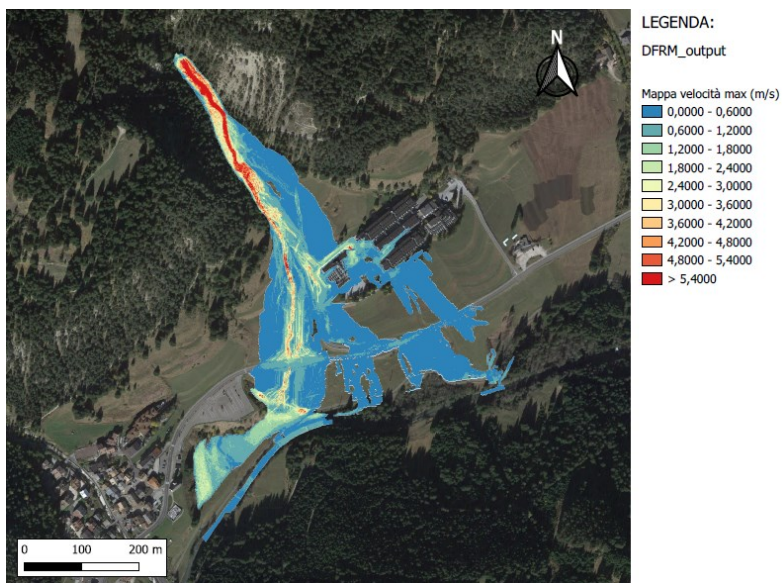 LEGENDA:
DFRM_output
Mappa velocità max (m/s)
0,0000 - 0,6000
0,6000 - 1,2000
1,2000 - 1,8000
1,8000 - 2,4000
2,4000 - 3,0000
3,0000 - 3,6000
3,6000 - 4,2000
4,2000 - 4,8000
4,8000 - 5,4000
> 5,4000
N
0 100 200 m